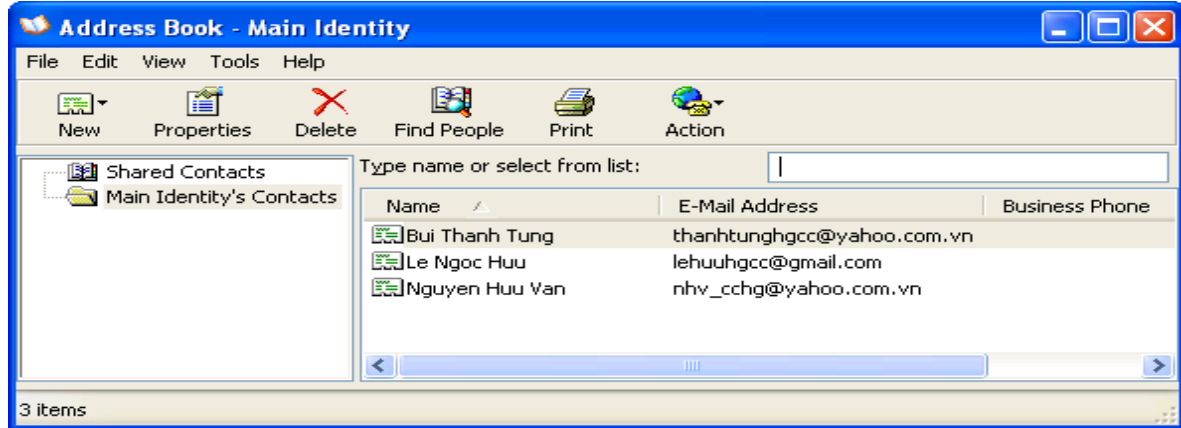 Address Book - Main Identity
File Edit View Tools Help
New Properties Delete Find People Print Action
Shared Contacts
Main Identity's Contacts
Type name or select from list:
Name E-Mail Address Business Phone
Bui Thanh Tung thanhtunghgcc@yahoo.com.vn
Le Ngoc Huu lehuuhgcc@gmail.com
Nguyen Huu Van nhv_cchg@yahoo.com.vn
3 items